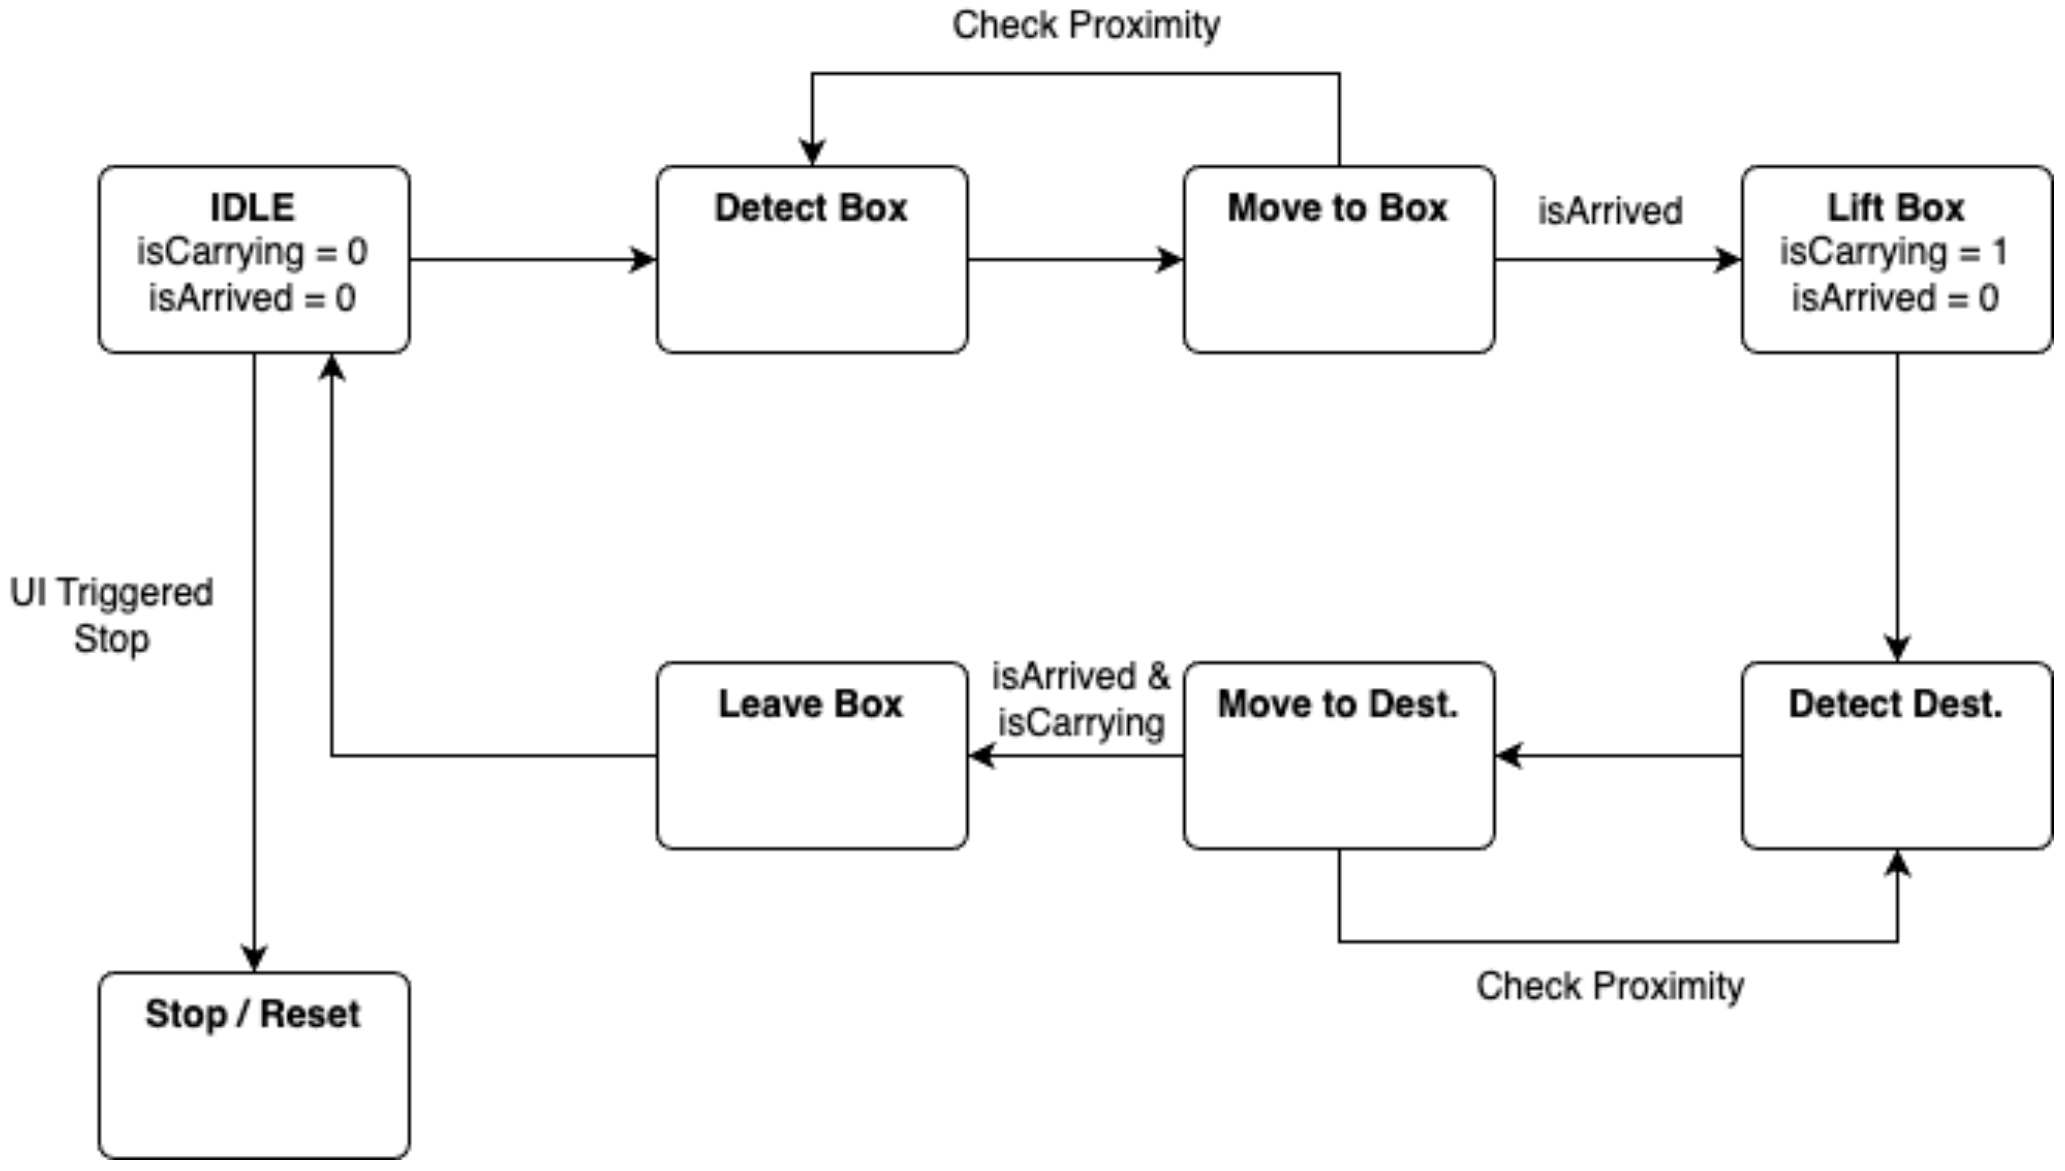 Check Proximity
IDLE
isCarrying = 0
isArrived = 0
Detect Box
Move to Box
isArrived
Lift Box
isCarrying = 1
isArrived = 0
UI Triggered
Stop
Leave Box
isArrived &
isCarrying
Move to Dest.
Detect Dest.
Check Proximity
Stop / Reset